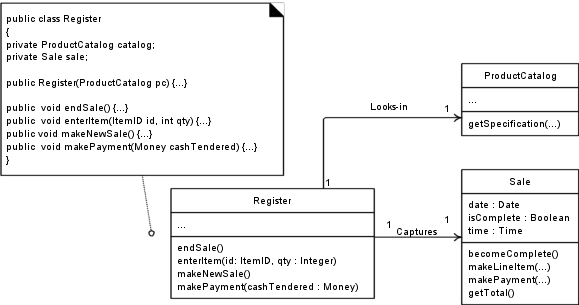 public class Register
{
private ProductCatalog catalog;
private Sale sale;
public Register(ProductCatalog pc) {...}
public void endSale() {...}
public void enterItem(ItemID id, int qty) {...}
public void makeNewSale() {...}
public void makePayment(Money cashTendered) {...}
}
ProductCatalog
...
getSpecification(...)
Looks-in
1
1
Register
...
endSale()
enterItem(id: ItemID, qty : Integer)
makeNewSale()
makePayment(cashTendered : Money)
1
Captures
1
Sale
date : Date
isComplete : Boolean
time : Time
becomeComplete()
makeLineItem(...)
makePayment(...)
getTotal()